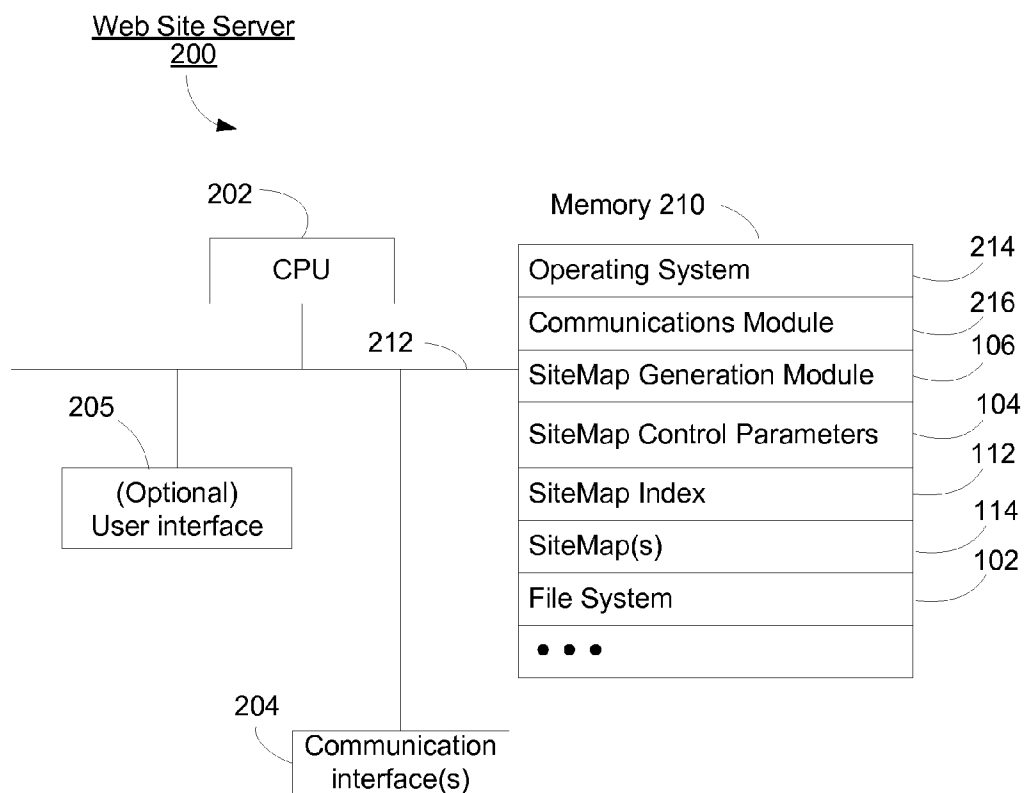 Web Site Server
200
202
CPU
212
205
(Optional)
User interface
204
Communication
interface(s)
Memory 210
Operating System
214
Communications Module
216
SiteMap Generation Module
106
SiteMap Control Parameters
104
SiteMap Index
112
SiteMap(s)
114
File System
102
• • •